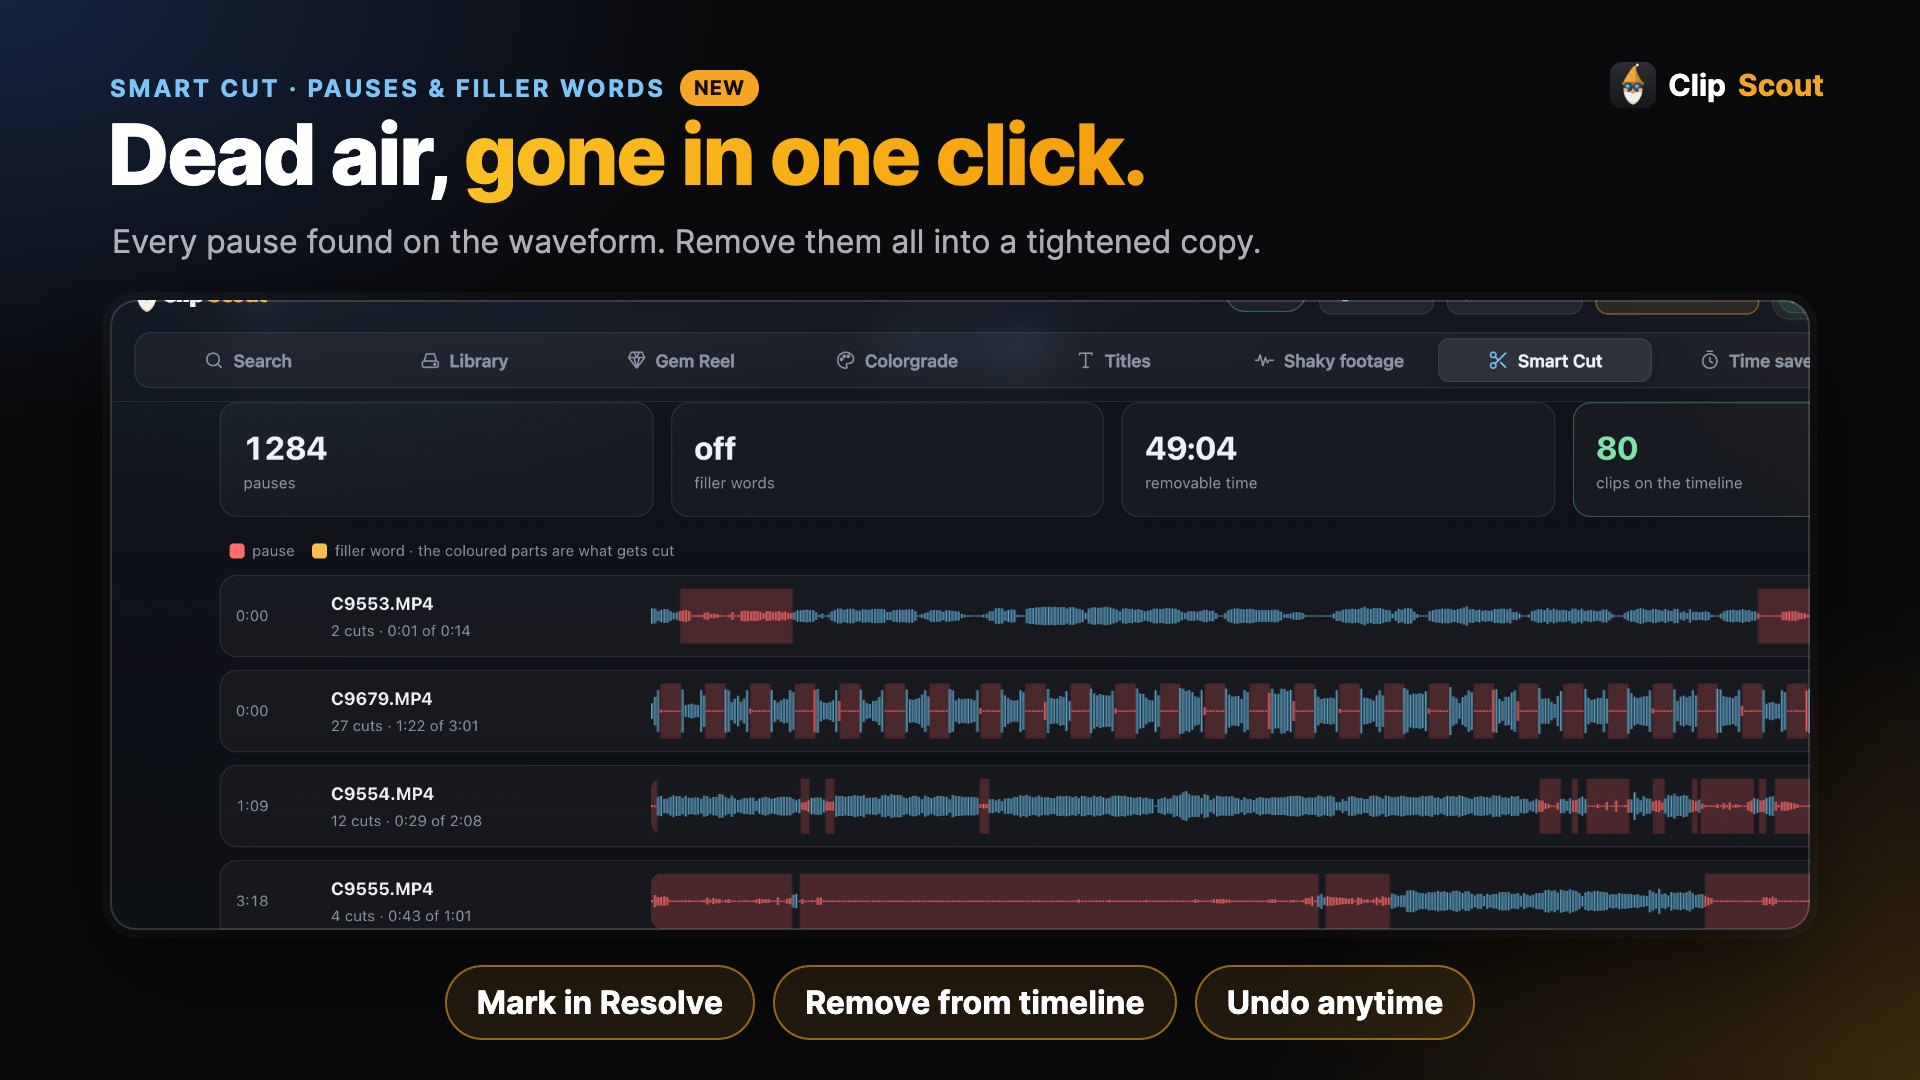 SMART CUT · PAUSES & FILLER WORDS NEW
Clip Scout
Dead air, gone in one click.
Every pause found on the waveform. Remove them all into a tightened copy.
Clip Scout
Search Library Gem Reel Colorgrade Titles Shaky footage Smart Cut Time save
1284 off 49:04 80
pauses filler words removable time clips on the timeline
pause filler word · the coloured parts are what gets cut
0:00 C9553.MP4
2 cuts · 0:01 of 0:14
0:00 C9679.MP4
27 cuts · 1:22 of 3:01
1:09 C9554.MP4
12 cuts · 0:29 of 2:08
3:18 C9555.MP4
4 cuts · 0:43 of 1:01
Mark in Resolve Remove from timeline Undo anytime